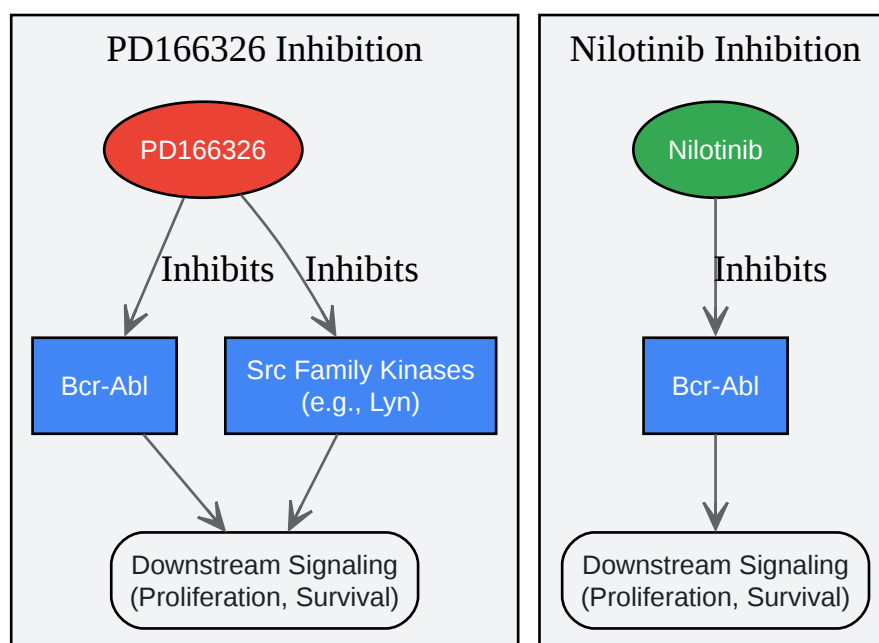 PD166326 Inhibition
PD166326
Inhibits
Inhibits
Bcr-Abl
Src Family Kinases
(e.g., Lyn)
Downstream Signaling
(Proliferation, Survival)
Nilotinib Inhibition
Nilotinib
Inhibits
Bcr-Abl
Downstream Signaling
(Proliferation, Survival)